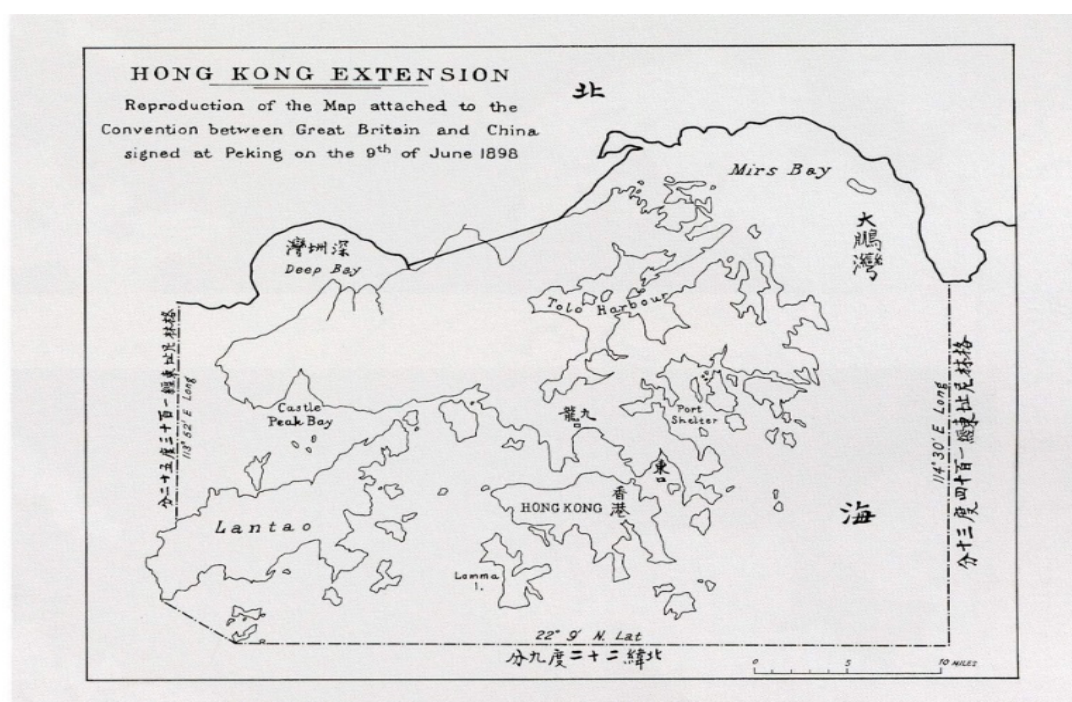 HONG KONG EXTENSION
Reproduction of the Map attached to the
Convention between Great Britain and China
signed at Peking on the 9th of June 1898
北
Mirs Bay
大鵬灣
深圳灣
Deep Bay
Tolo Harbour
格林尼址東經一百十三度五十二分
113° 52' E Long
Castle
Peak Bay
九龍
Port
Shelter
114° 30' E Long
格林尼址東經一百十四度三十分
東
香港
HONG KONG
海
Lantao
Lamma
I.
22° 9' N. Lat
北緯二十二度九分
0 5 10 MILES